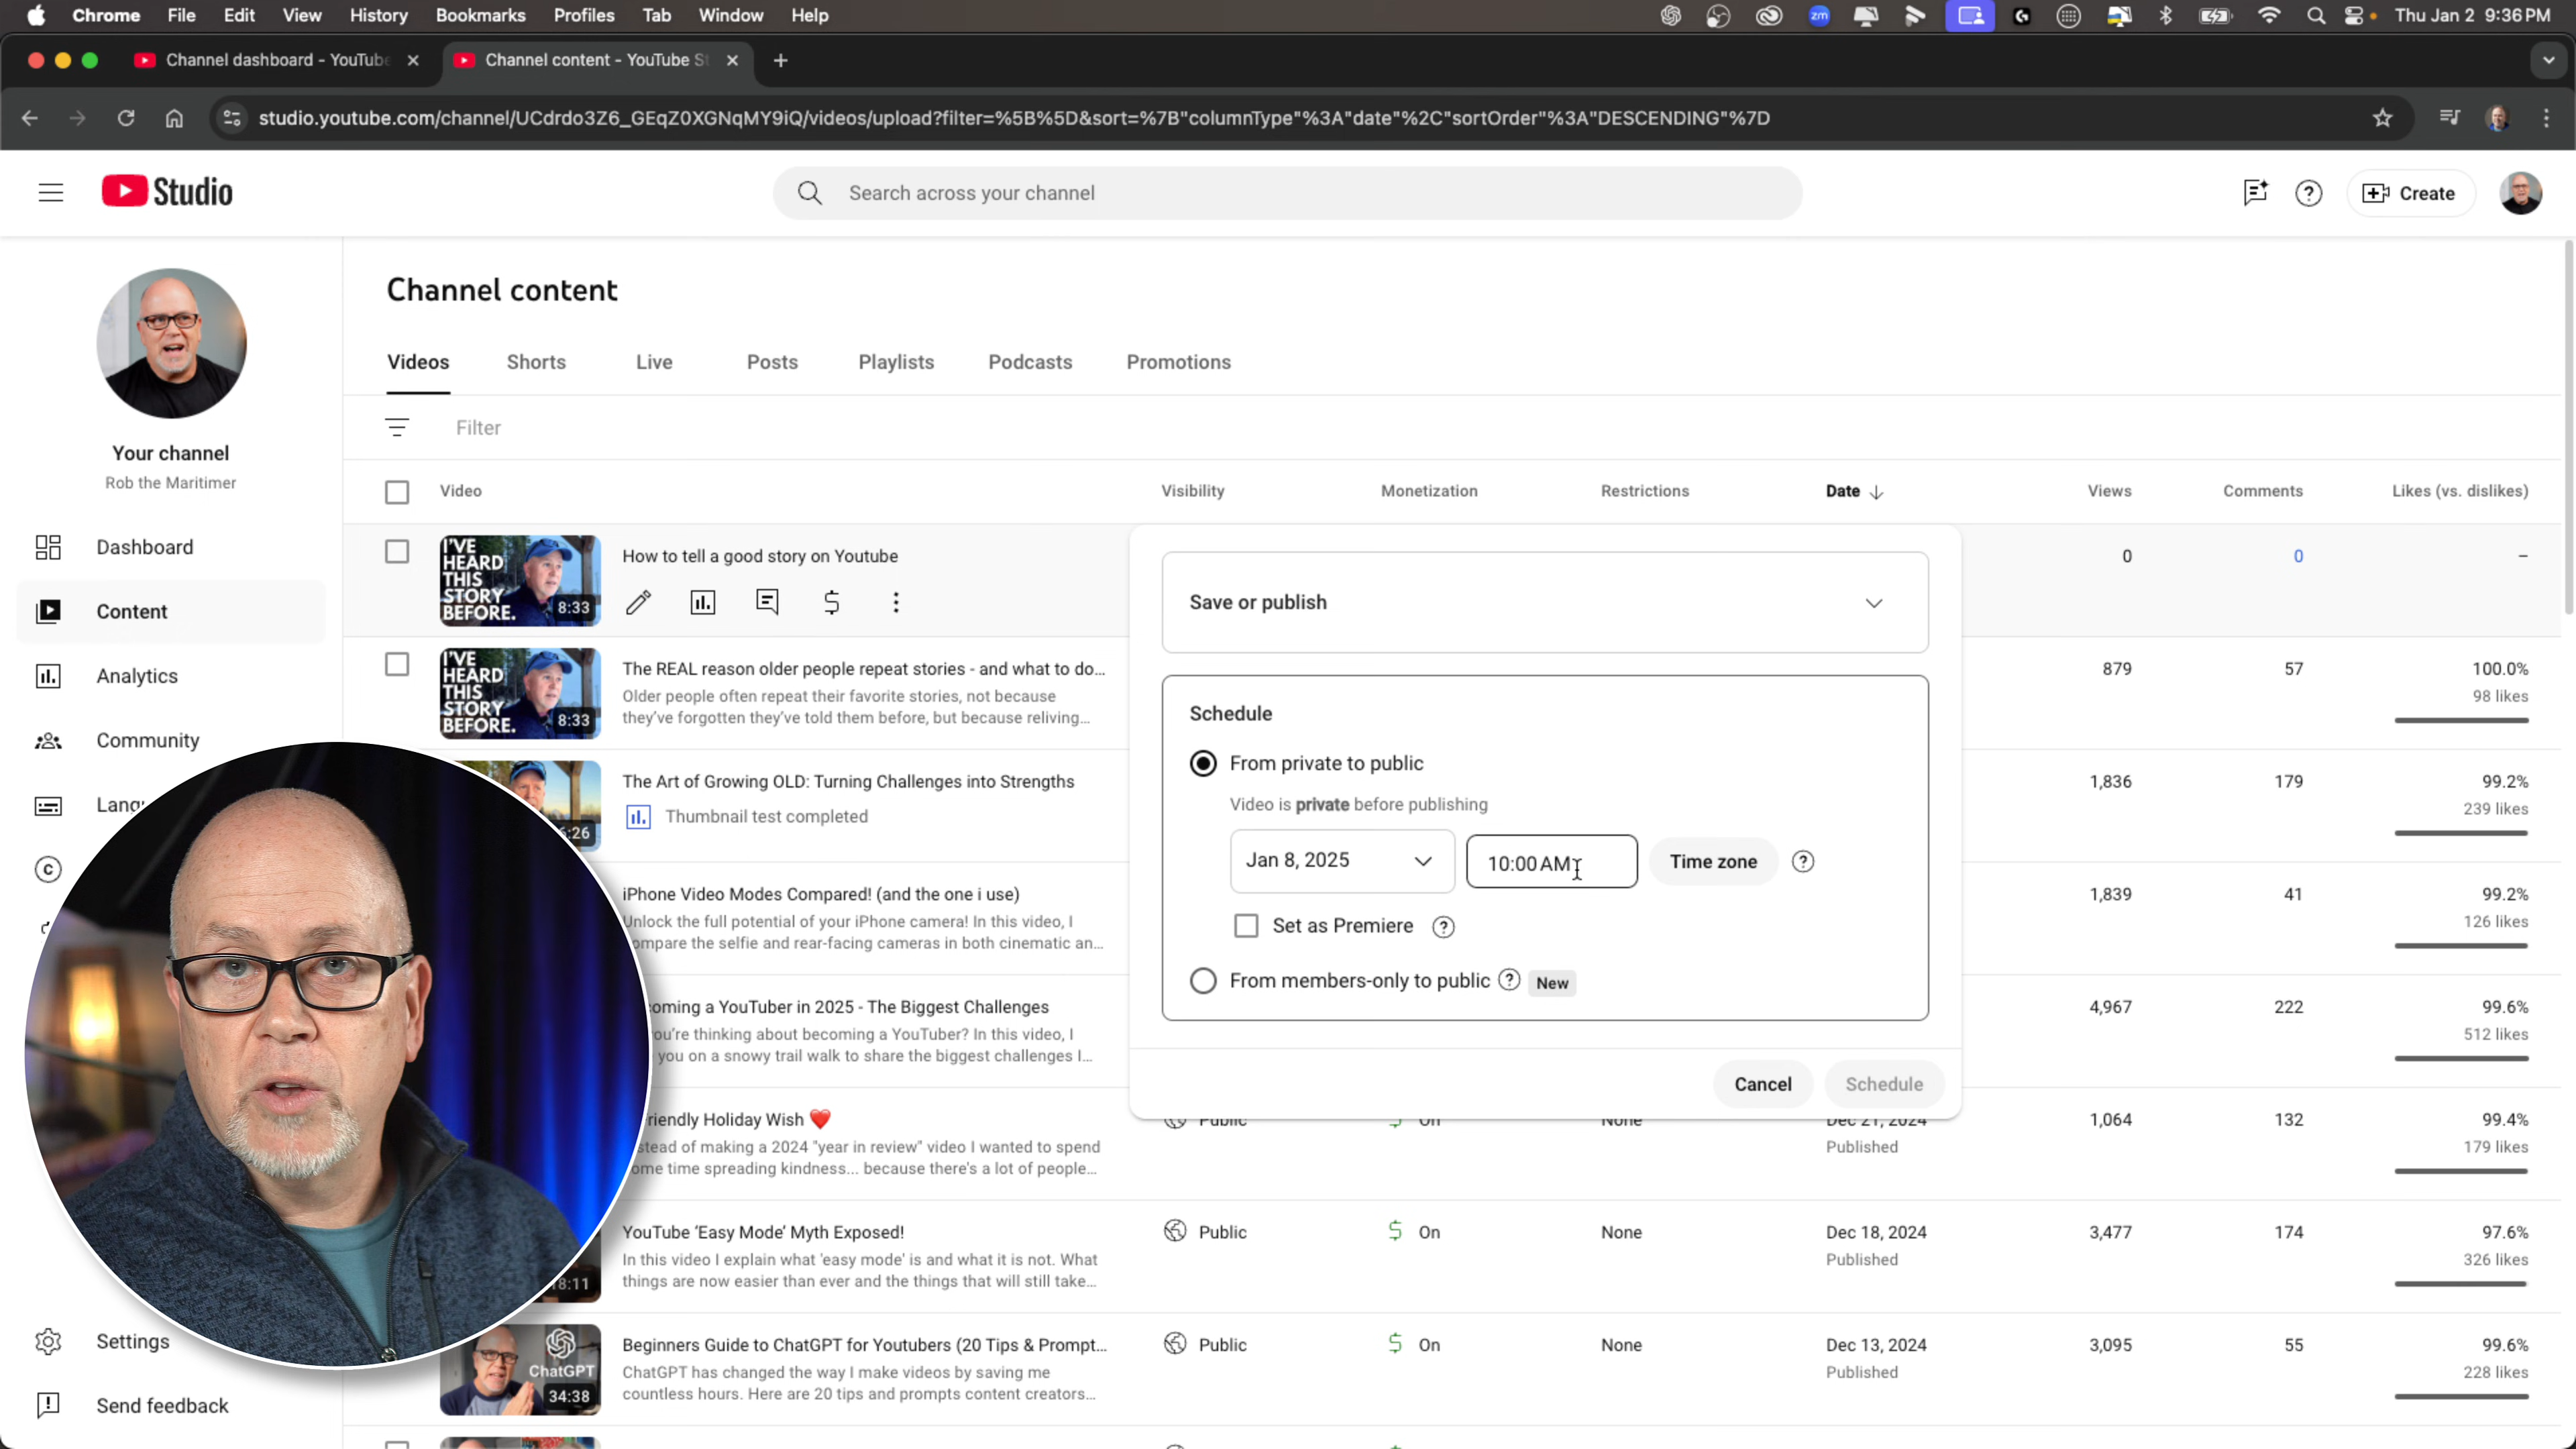 Chrome File Edit View History Bookmarks Profiles Tab Window Help
zm
Thu Jan 2 9:36 PM
Channel dashboard - YouTube
Channel content - YouTube St
studio.youtube.com/channel/UCdrdo3Z6_GEqZ0XGNqMY9iQ/videos/upload?filter=%5B%5D&sort=%7B"columnType"%3A"date"%2C"sortOrder"%3A"DESCENDING"%7D
Studio
Search across your channel
Create
Your channel
Rob the Maritimer
Dashboard
Content
Analytics
Community
Settings
Send feedback
Channel content
Videos Shorts Live Posts Playlists Podcasts Promotions
Filter
Video Visibility Monetization Restrictions Date Views Comments Likes (vs. dislikes)
I'VE
HEARD
THIS
STORY
BEFORE.
8:33
How to tell a good story on Youtube
0 0 –
I'VE
HEARD
THIS
STORY
BEFORE.
8:33
The REAL reason older people repeat stories - and what to do...
Older people often repeat their favorite stories, not because
they've forgotten they've told them before, but because reliving...
879 57 100.0%
98 likes
The Art of Growing OLD: Turning Challenges into Strengths
Thumbnail test completed
:26
1,836 179 99.2%
239 likes
iPhone Video Modes Compared! (and the one i use)
Unlock the full potential of your iPhone camera! In this video, I
ompare the selfie and rear-facing cameras in both cinematic an...
1,839 41 99.2%
126 likes
oming a YouTuber in 2025 - The Biggest Challenges
ou're thinking about becoming a YouTuber? In this video, I
you on a snowy trail walk to share the biggest challenges I...
4,967 222 99.6%
512 likes
riendly Holiday Wish ❤️
stead of making a 2024 "year in review" video I wanted to spend
ome time spreading kindness... because there's a lot of people...
Public On None Dec 21, 2024
Published
1,064 132 99.4%
179 likes
YouTube 'Easy Mode' Myth Exposed!
In this video I explain what 'easy mode' is and what it is not. What
things are now easier than ever and the things that will still take...
18:11
Public On None Dec 18, 2024
Published
3,477 174 97.6%
326 likes
ChatGPT
34:38
Beginners Guide to ChatGPT for Youtubers (20 Tips & Prompt...
ChatGPT has changed the way I make videos by saving me
countless hours. Here are 20 tips and prompts content creators...
Public On None Dec 13, 2024
Published
3,095 55 99.6%
228 likes
Save or publish
Schedule
From private to public
Video is private before publishing
Jan 8, 2025 10:00 AM Time zone
Set as Premiere
From members-only to public New
Cancel Schedule